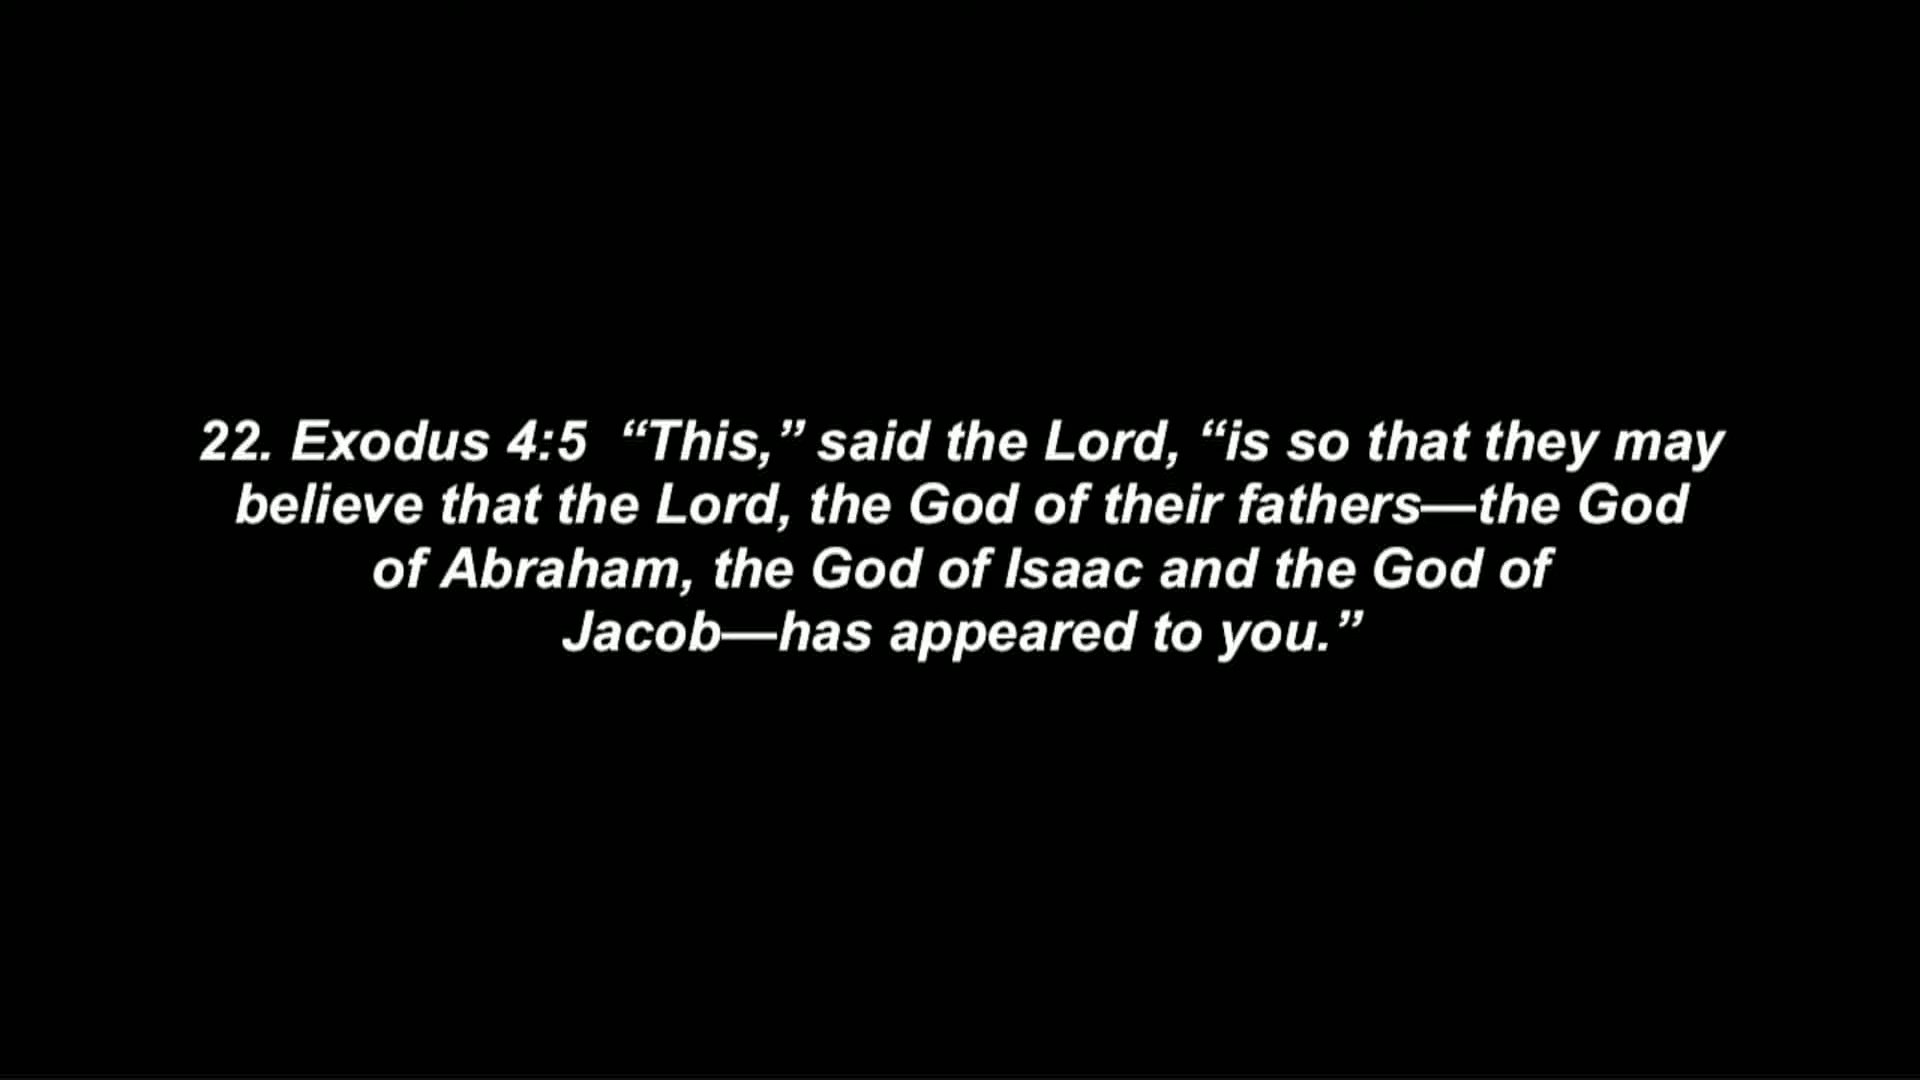 22. Exodus 4:5  “This,” said the Lord, “is so that they may
believe that the Lord, the God of their fathers—the God
of Abraham, the God of Isaac and the God of
Jacob—has appeared to you.”